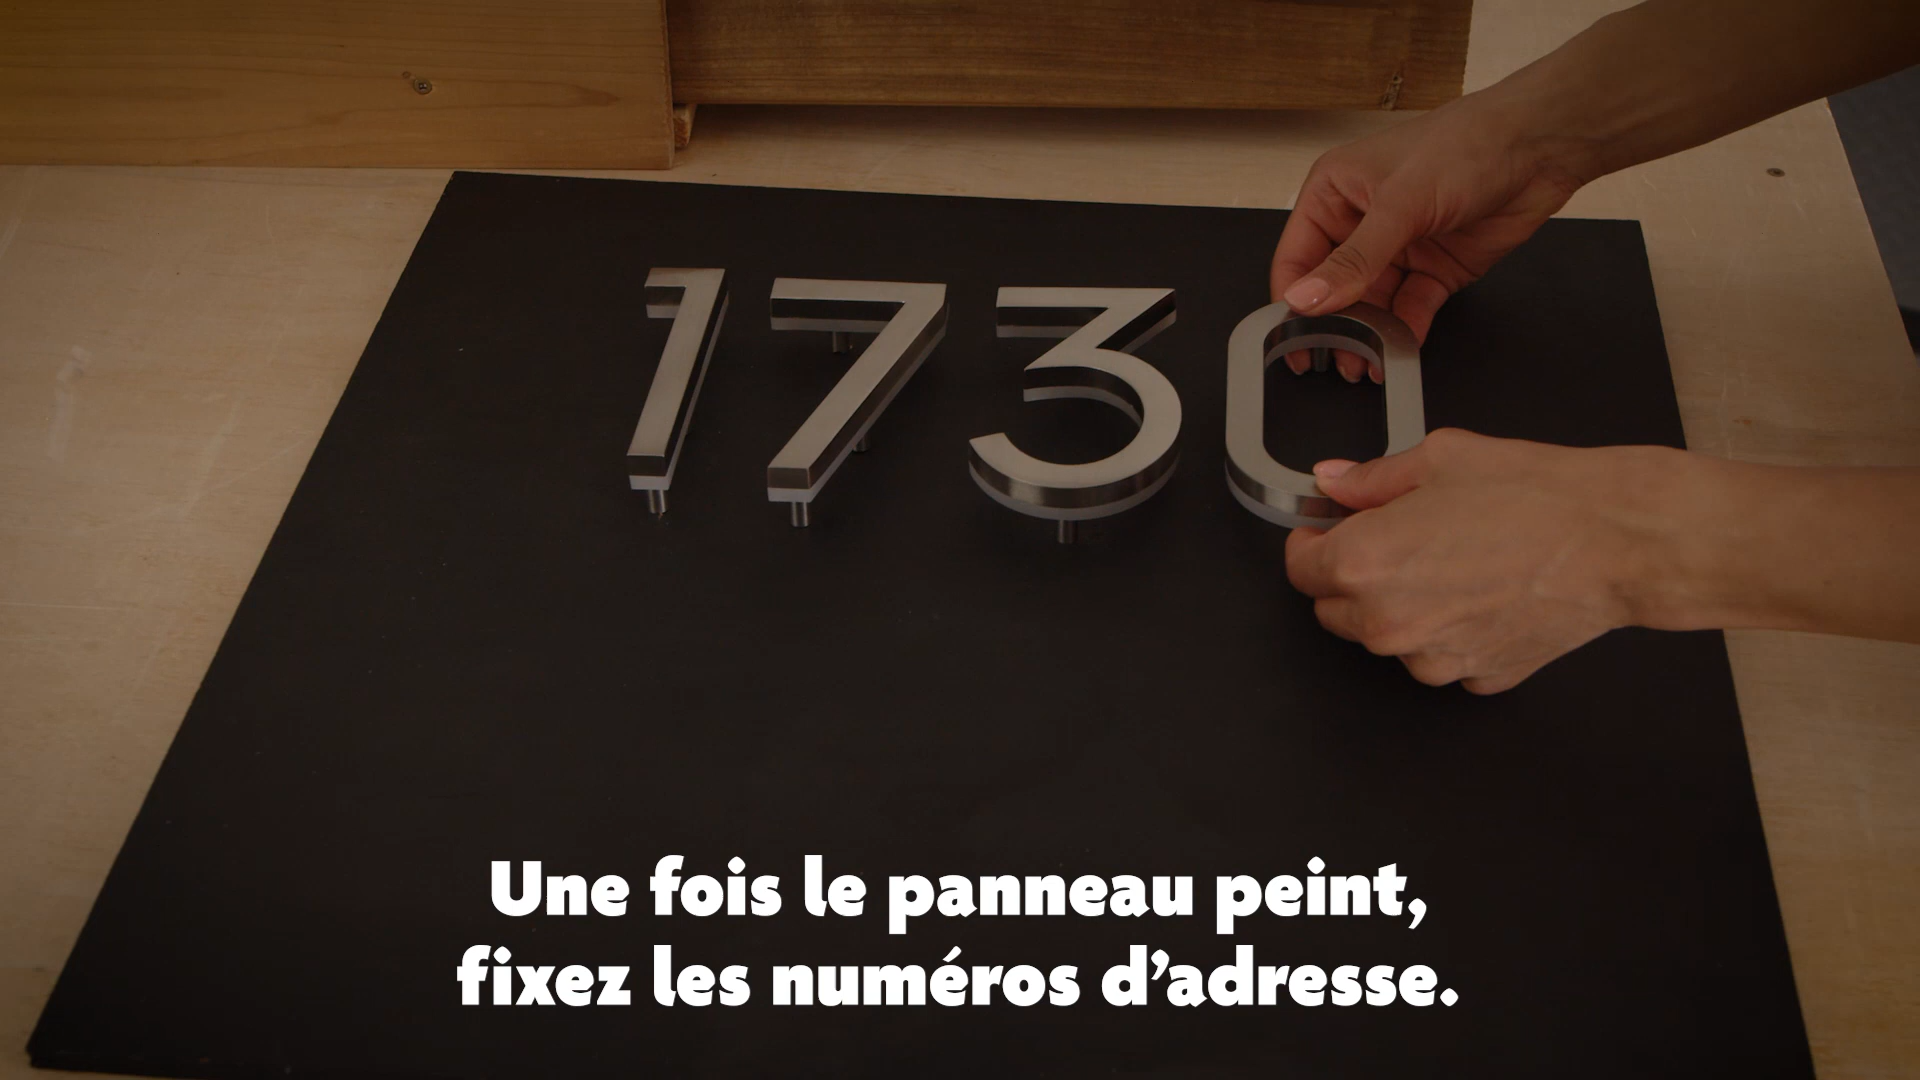 1730
Une fois le panneau peint,
fixez les numéros d’adresse.